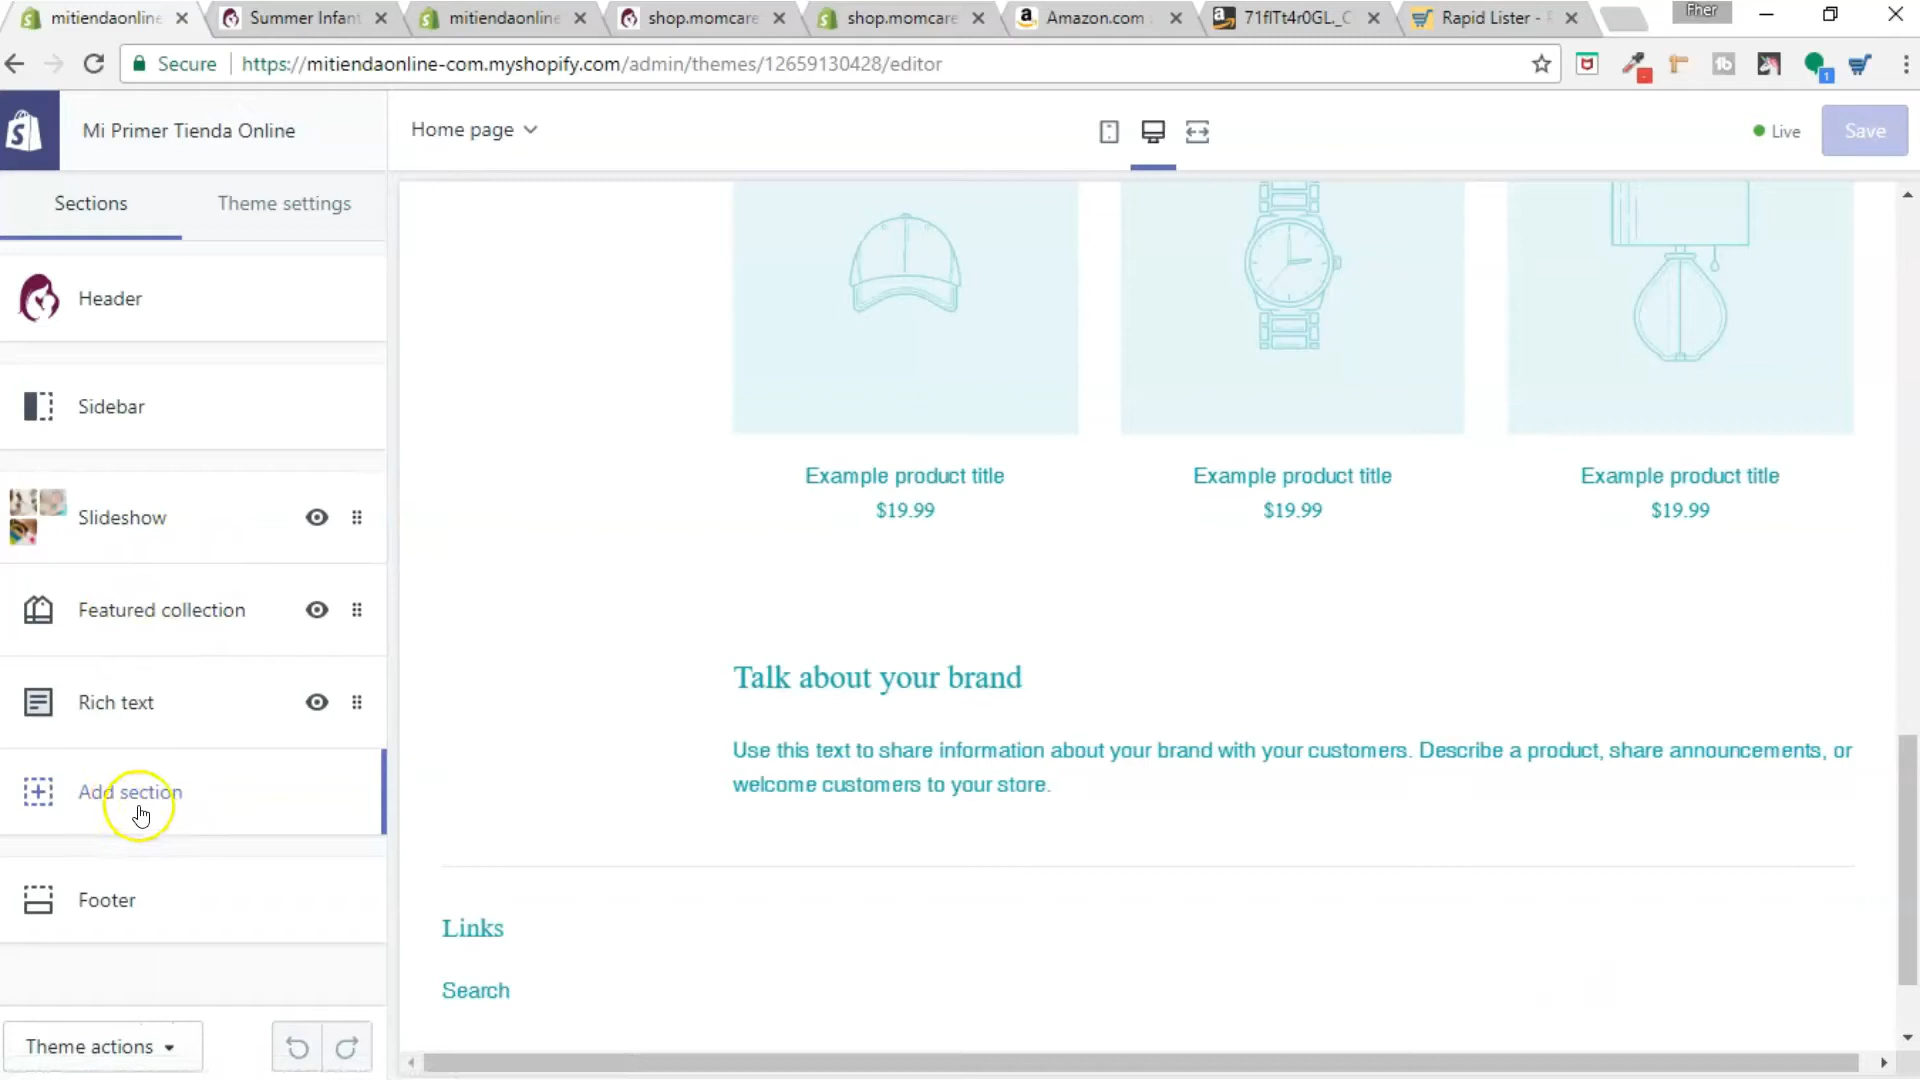 mitiendaonline
Summer Infant
mitiendaonline
shop.momcare
shop.momcare
Amazon.com
71flTt4r0GL._C
Rapid Lister -
Fher
Secure
https://mitiendaonline-com.myshopify.com/admin/themes/12659130428/editor
1
Mi Primer Tienda Online
Home page
Live
Save
Sections
Theme settings
Header
Sidebar
Slideshow
Featured collection
Rich text
Add section
Footer
Theme actions
Example product title
$19.99
Example product title
$19.99
Example product title
$19.99
Talk about your brand
Use this text to share information about your brand with your customers. Describe a product, share announcements, or
welcome customers to your store.
Links
Search